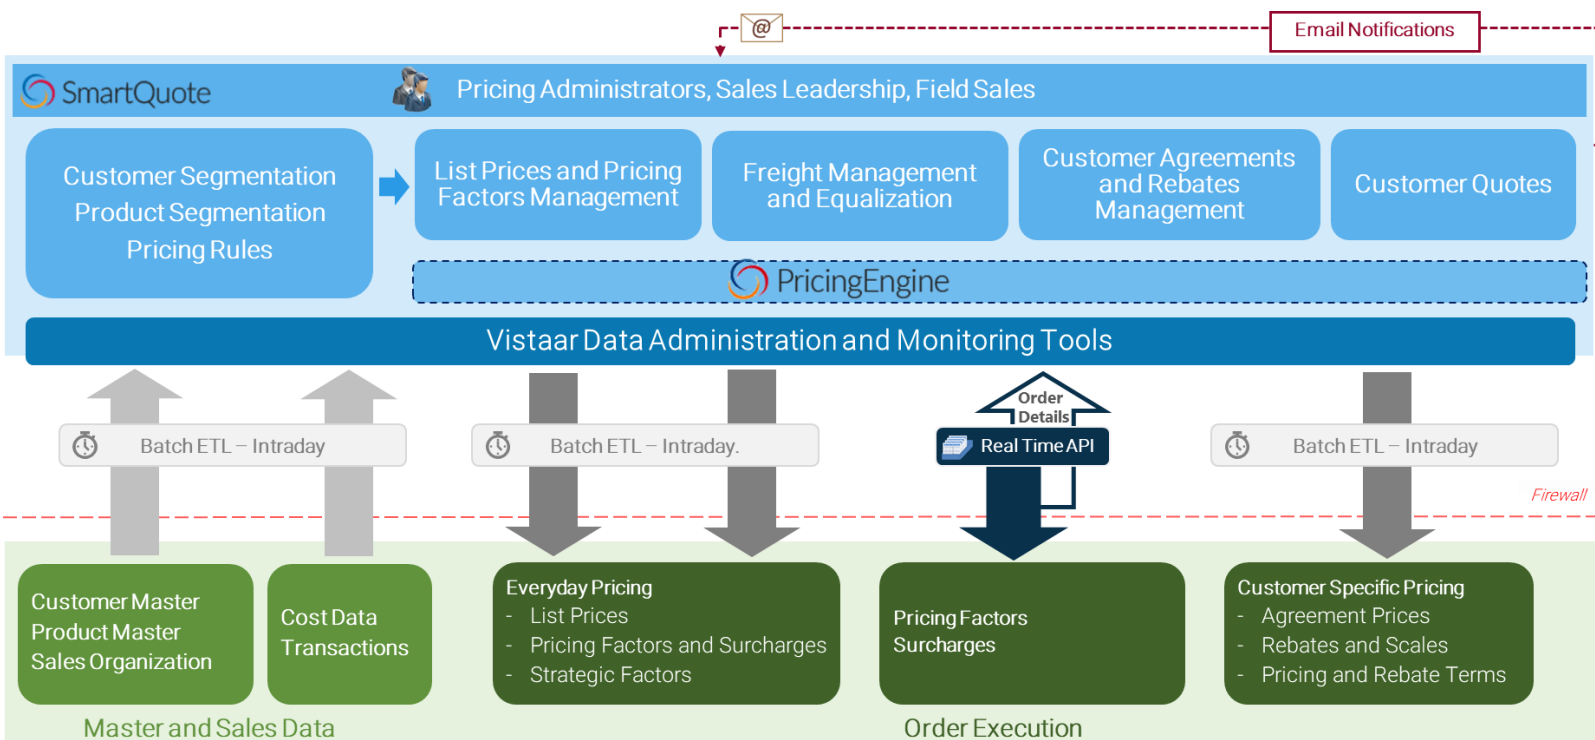 @
Email Notifications
SmartQuote
Pricing Administrators, Sales Leadership, Field Sales
Customer Segmentation
Product Segmentation
Pricing Rules
List Prices and Pricing
Factors Management
Freight Management
and Equalization
Customer Agreements
and Rebates
Management
Customer Quotes
PricingEngine
Vistaar Data Administration and Monitoring Tools
Batch ETL – Intraday
Batch ETL – Intraday.
Order
Details
Real Time API
Batch ETL – Intraday
Firewall
Customer Master
Product Master
Sales Organization
Cost Data
Transactions
Everyday Pricing
- List Prices
- Pricing Factors and Surcharges
- Strategic Factors
Pricing Factors
Surcharges
Customer Specific Pricing
- Agreement Prices
- Rebates and Scales
- Pricing and Rebate Terms
Master and Sales Data
Order Execution